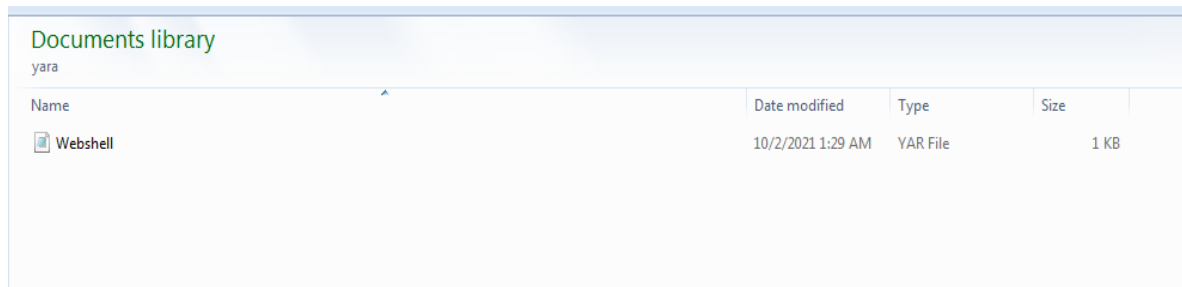 Documents library
yara
Name Date modified Type Size
Webshell 10/2/2021 1:29 AM YAR File 1 KB